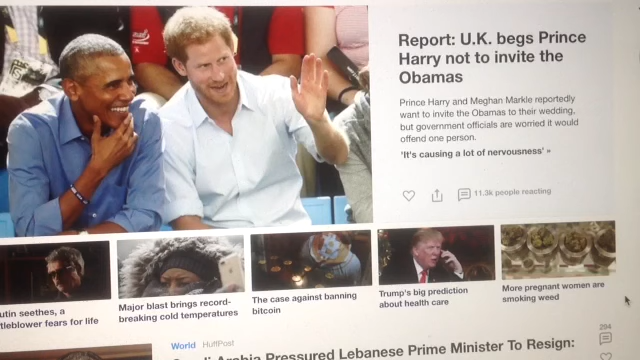 Report: U.K. begs Prince
Harry not to invite the
Obamas
Prince Harry and Meghan Markle reportedly
want to invite the Obamas to their wedding,
but government officials are worried it would
offend one person.
'It's causing a lot of nervousness' »
11.3k people reacting
utin seethes, a
tleblower fears for life
Major blast brings record-
breaking cold temperatures
The case against banning
bitcoin
Trump's big prediction
about health care
More pregnant women are
smoking weed
294
World HuffPost
Arabia Pressured Lebanese Prime Minister To Resign: